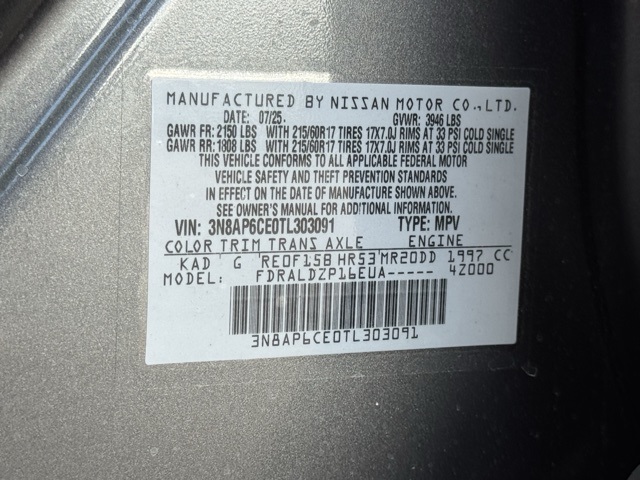 MANUFACTURED BY NISSAN MOTOR CO.,LTD.
DATE: 07/25. GVWR: 3946 LBS
GAWR FR: 2150 LBS WITH 215/60R17 TIRES 17X7.0J RIMS AT 33 PSI COLD SINGLE
GAWR RR: 1808 LBS WITH 215/60R17 TIRES 17X7.0J RIMS AT 33 PSI COLD SINGLE
THIS VEHICLE CONFORMS TO ALL APPLICABLE FEDERAL MOTOR
VEHICLE SAFETY AND THEFT PREVENTION STANDARDS
IN EFFECT ON THE DATE OF MANUFACTURE SHOWN ABOVE.
SEE OWNER'S MANUAL FOR ADDITIONAL INFORMATION.
VIN: 3N8AP6CE0TL303091 TYPE: MPV
COLOR TRIM TRANS AXLE ENGINE
KAD G RE0F15B HR53 MR20DD 1997 CC
MODEL: FDRALDZP16EUA----- 4Z000
3N8AP6CE0TL303091